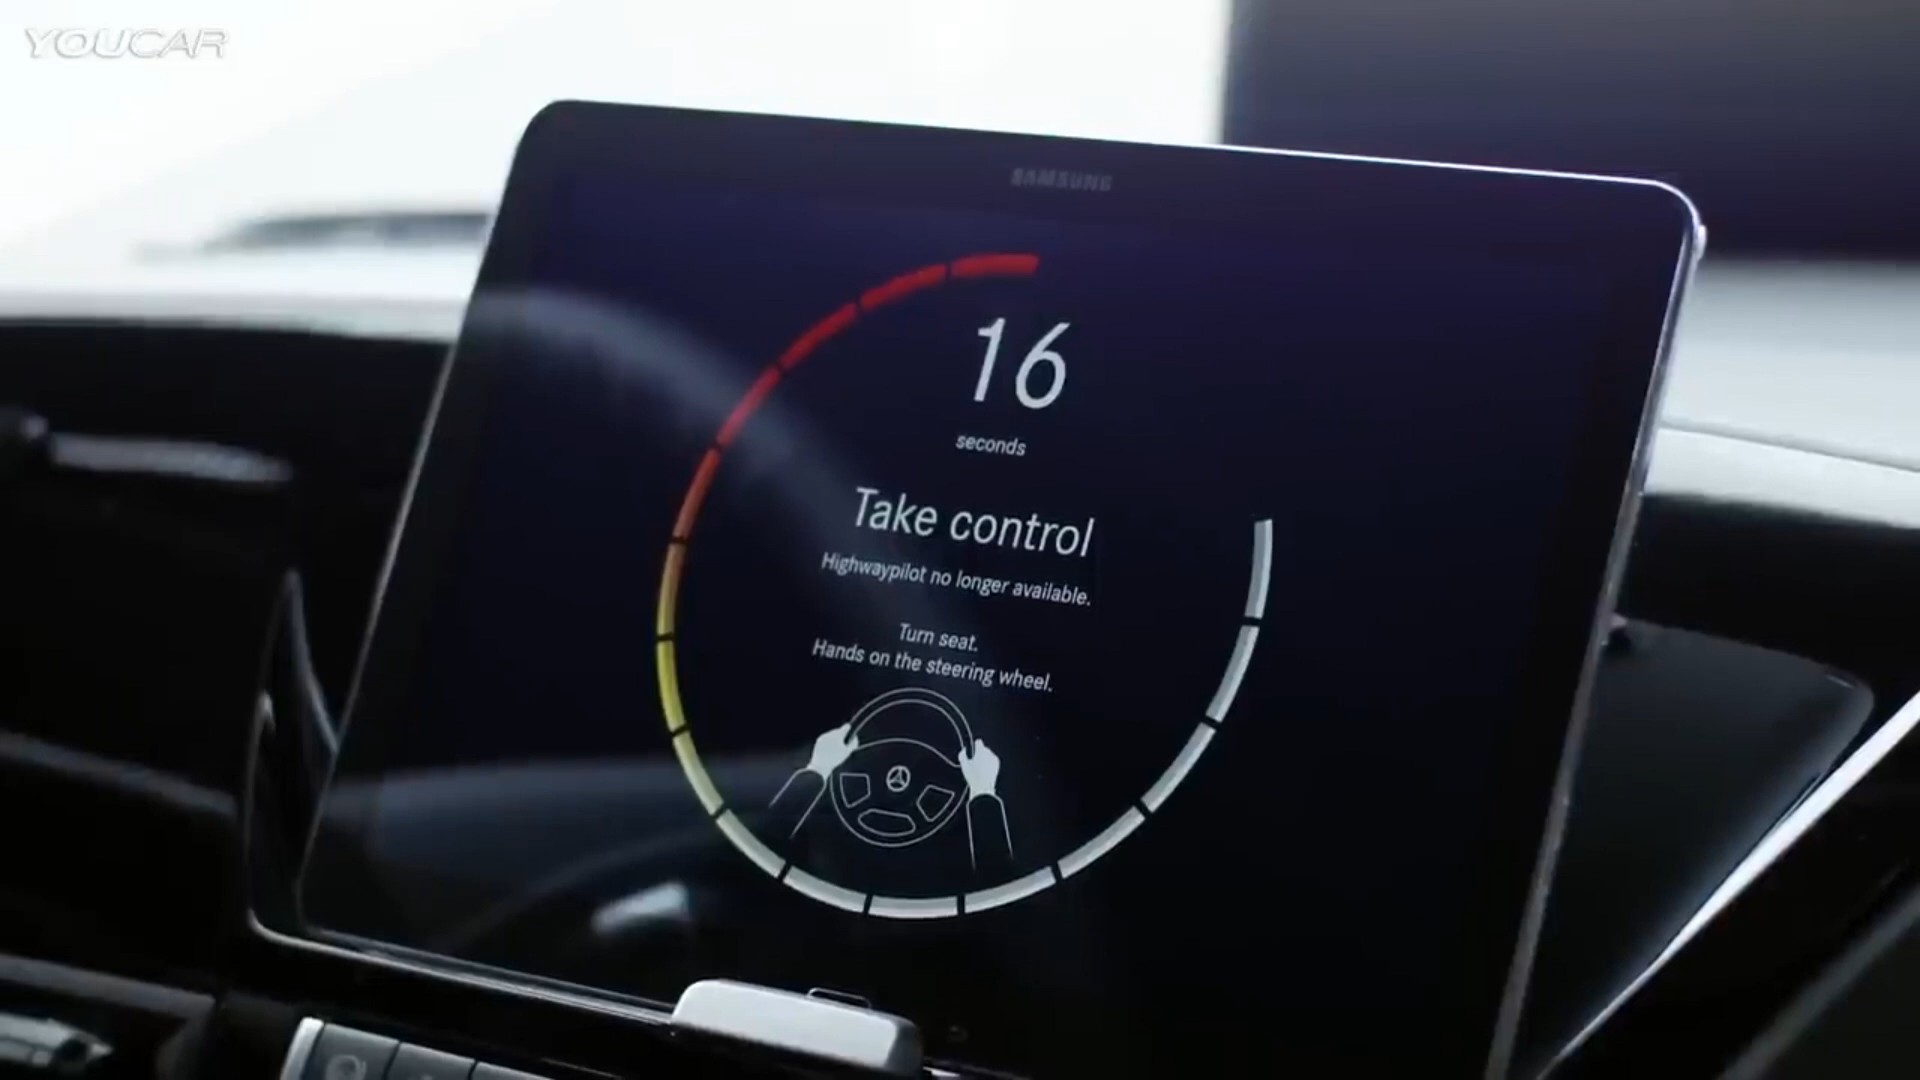 YOUCAR
SAMSUNG
16
seconds
Take control
Highwaypilot no longer available.
Turn seat.
Hands on the steering wheel.